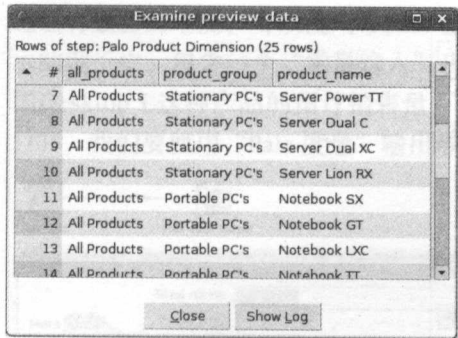 Examine preview data
Rows of step: Palo Product Dimension (25 rows)
# all_products product_group product_name
7 All Products Stationary PC's Server Power TT
8 All Products Stationary PC's Server Dual C
9 All Products Stationary PC's Server Dual XC
10 All Products Stationary PC's Server Lion RX
11 All Products Portable PC's Notebook SX
12 All Products Portable PC's Notebook GT
13 All Products Portable PC's Notebook LXC
14 All Products Portable PC's Notebook TT
Close Show Log